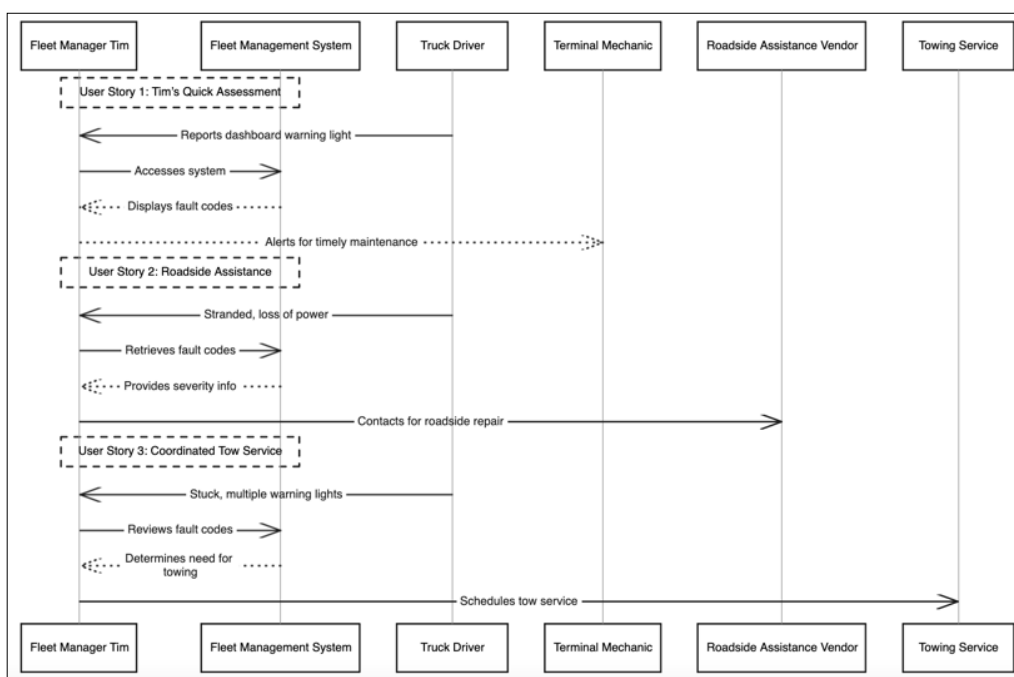 Fleet Manager Tim
Fleet Management System
Truck Driver
Terminal Mechanic
Roadside Assistance Vendor
Towing Service
User Story 1: Tim's Quick Assessment
Reports dashboard warning light
Accesses system
Displays fault codes
Alerts for timely maintenance
User Story 2: Roadside Assistance
Stranded, loss of power
Retrieves fault codes
Provides severity info
Contacts for roadside repair
User Story 3: Coordinated Tow Service
Stuck, multiple warning lights
Reviews fault codes
Determines need for
towing
Schedules tow service
Fleet Manager Tim
Fleet Management System
Truck Driver
Terminal Mechanic
Roadside Assistance Vendor
Towing Service